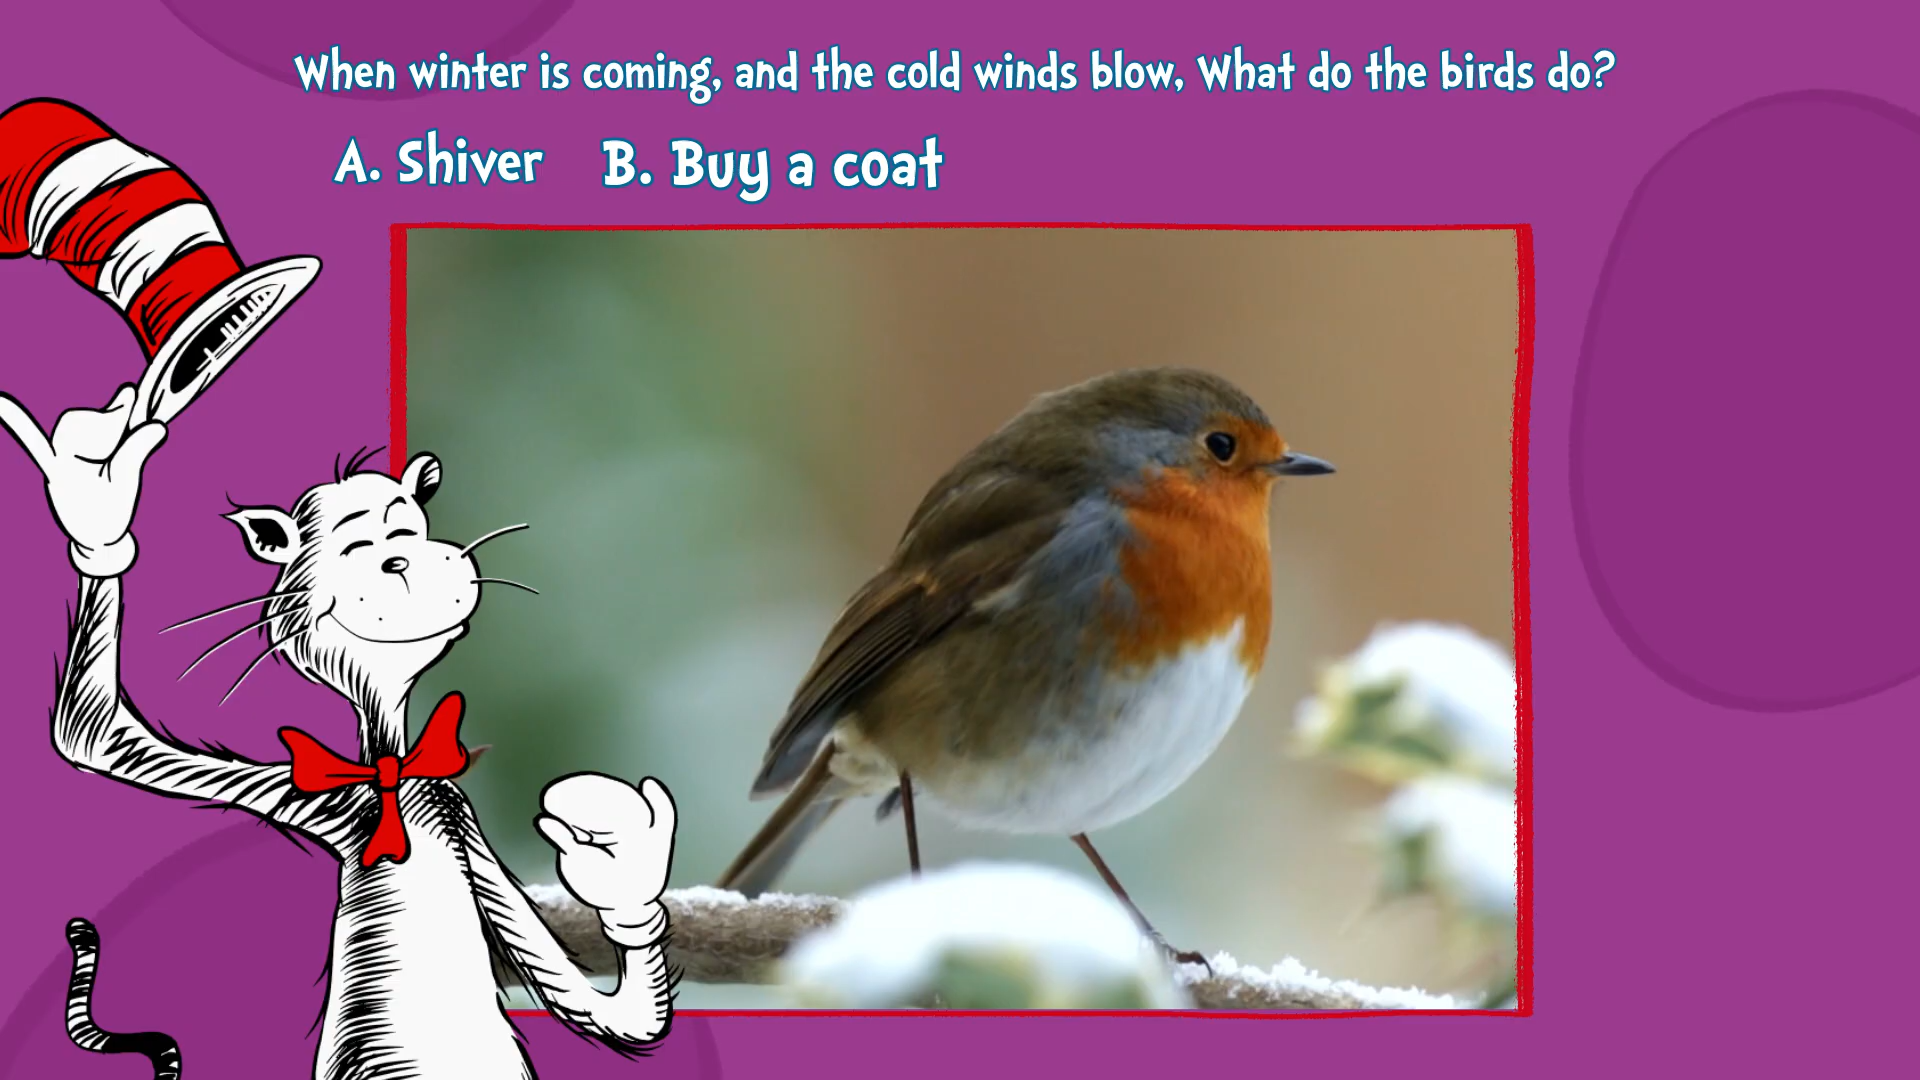 When winter is coming, and the cold winds blow, What do the birds do?
A. Shiver B. Buy a coat